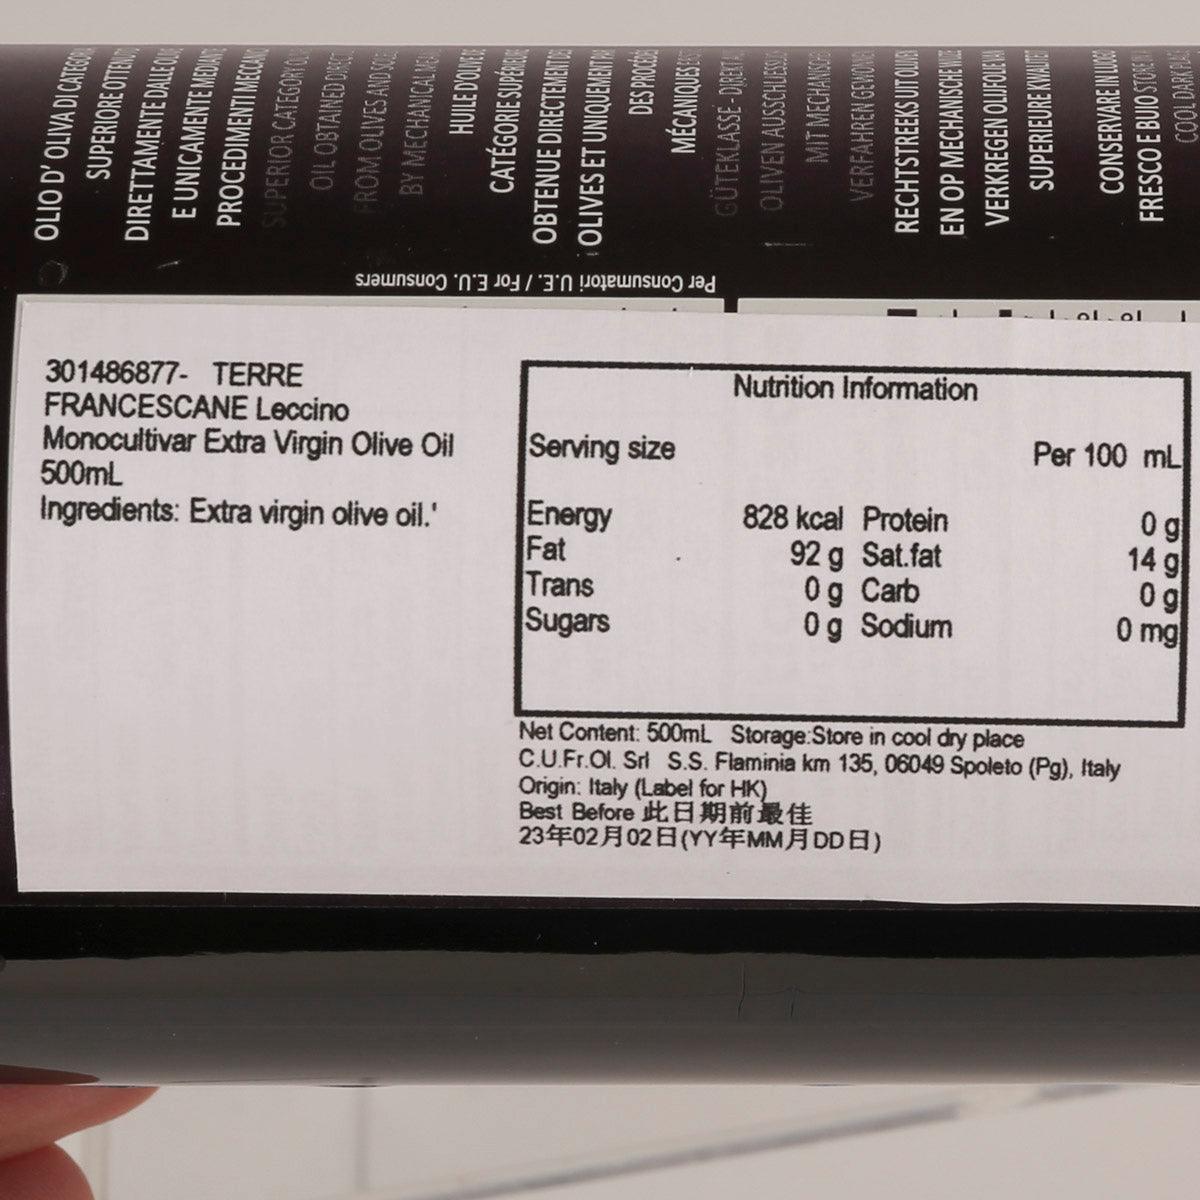 OLIO D' OLIVA DI CATEGORIA
SUPERIORE OTTENUTO
DIRETTAMENTE DALLE OLIVE
E UNICAMENTE MEDIANTE
PROCEDIMENTI MECCANICI
SUPERIOR CATEGORY OLIVE
OIL OBTAINED DIRECTLY
FROM OLIVES AND SOLELY
BY MECHANICAL MEANS
HUILE D'OLIVE DE
CATÉGORIE SUPÉRIEURE
OBTENUE DIRECTEMENT DES
OLIVES ET UNIQUEMENT PAR
DES PROCÉDÉS
MÉCANIQUES
GÜTEKLASSE - DIREKT AUS
OLIVEN AUSSCHLIESSLICH
MIT MECHANISCHEN
VERFAHREN GEWONNEN
RECHTSTREEKS UIT OLIJVEN
EN OP MECHANISCHE WIJZE
VERKREGEN OLIJFOLIE VAN
SUPERIEURE KWALITEIT
CONSERVARE IN LUOGO
FRESCO E BUIO STORE IN A
COOL DARK PLACE
Per Consumatori U.E. / For E.U. Consumers
301486877- TERRE
FRANCESCANE Leccino
Monocultivar Extra Virgin Olive Oil
500mL
Ingredients: Extra virgin olive oil.'
Nutrition Information
Serving size Per 100 mL
Energy 828 kcal Protein 0 g
Fat 92 g Sat.fat 14 g
Trans 0 g Carb 0 g
Sugars 0 g Sodium 0 mg
Net Content: 500mL Storage:Store in cool dry place
C.U.Fr.Ol. Srl S.S. Flaminia km 135, 06049 Spoleto (Pg), Italy
Origin: Italy (Label for HK)
Best Before 此日期前最佳
23年02月02日(YY年MM月DD日)